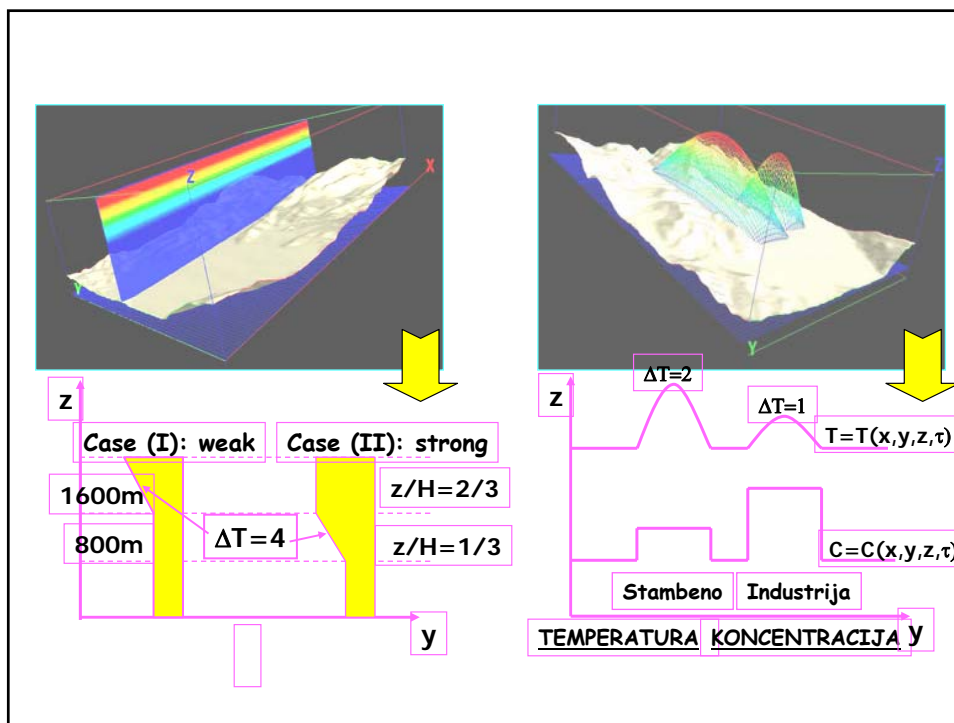 Z
X
Y
Z
Y
z
Case (I): weak
Case (II): strong
1600m
z/H=2/3
800m
ΔT=4
z/H=1/3
y
ΔT=2
z
ΔT=1
T=T(x,y,z,τ)
C=C(x,y,z,τ)
Stambeno
Industrija
y
TEMPERATURA
KONCENTRACIJA